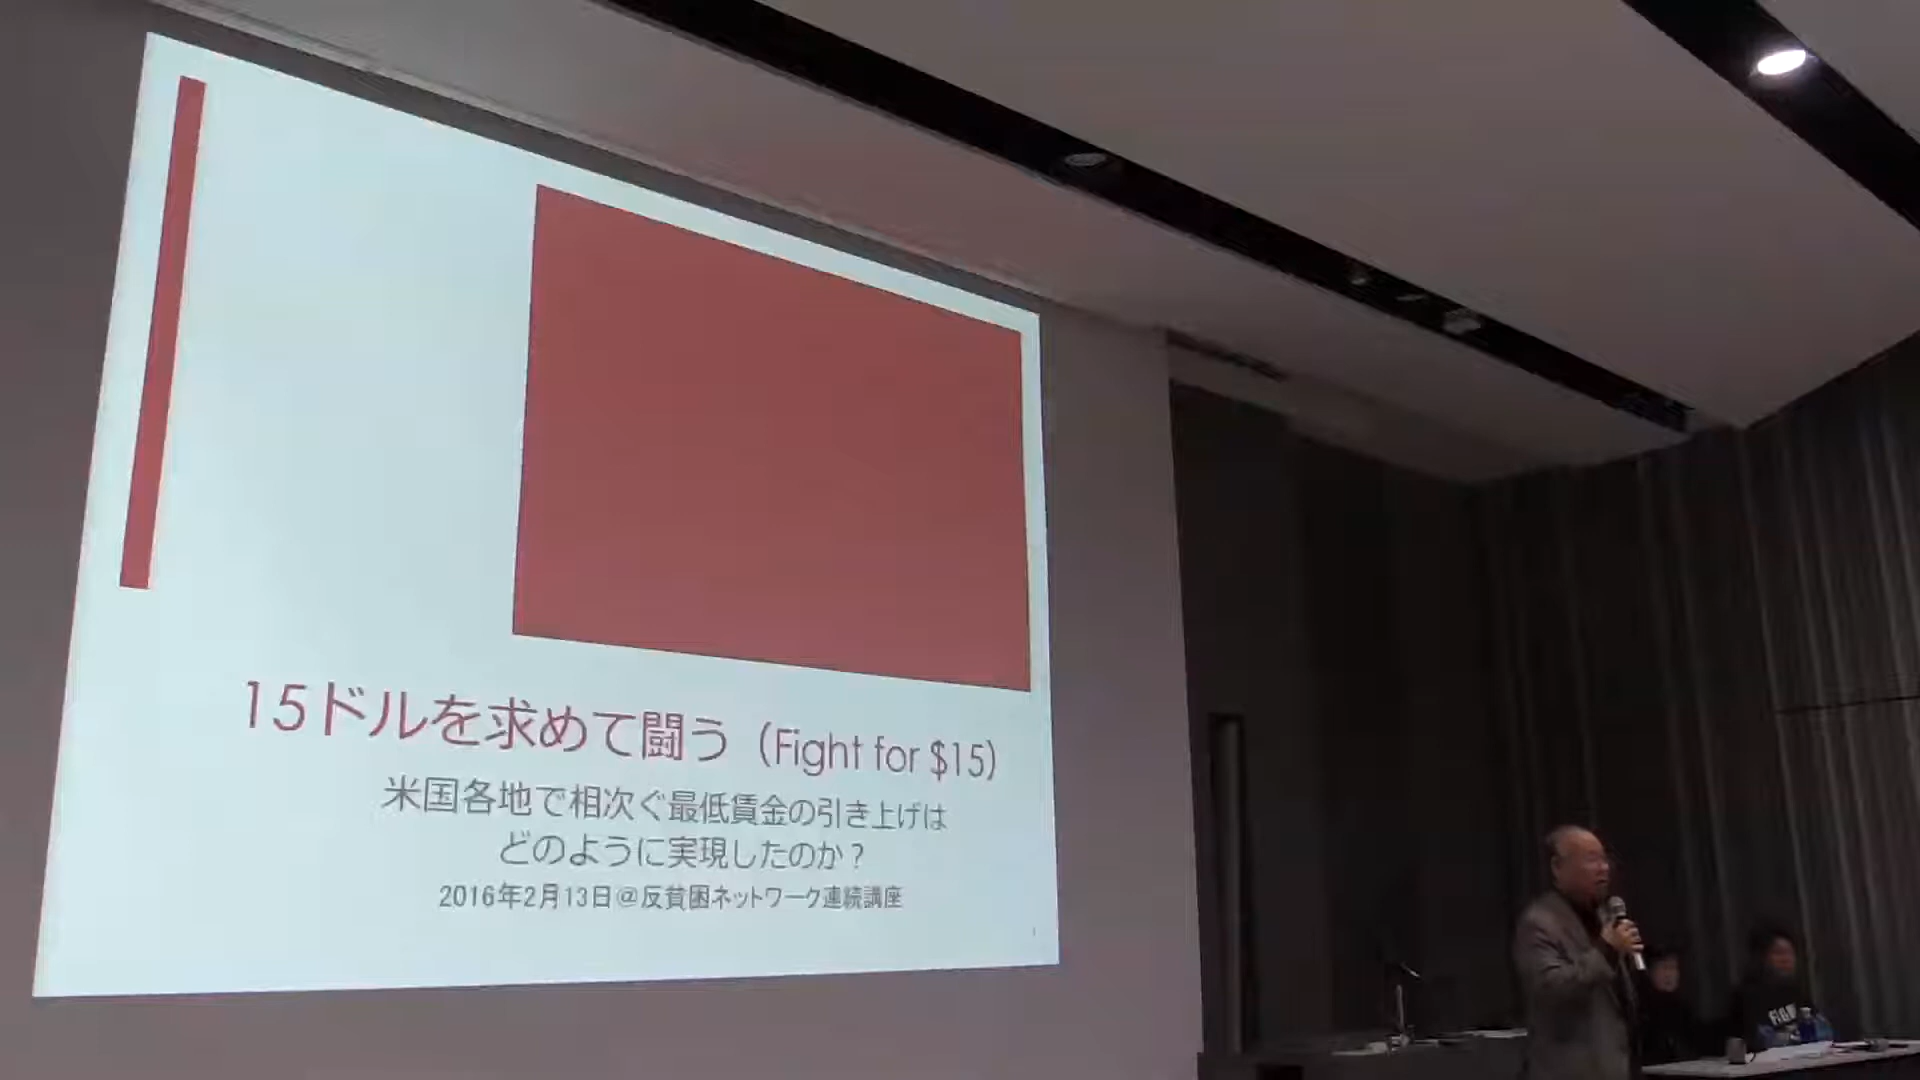 15ドルを求めて闘う（Fight for $15）
米国各地で相次ぐ最低賃金の引き上げは
どのように実現したのか？
2016年2月13日＠反貧困ネットワーク連続講座